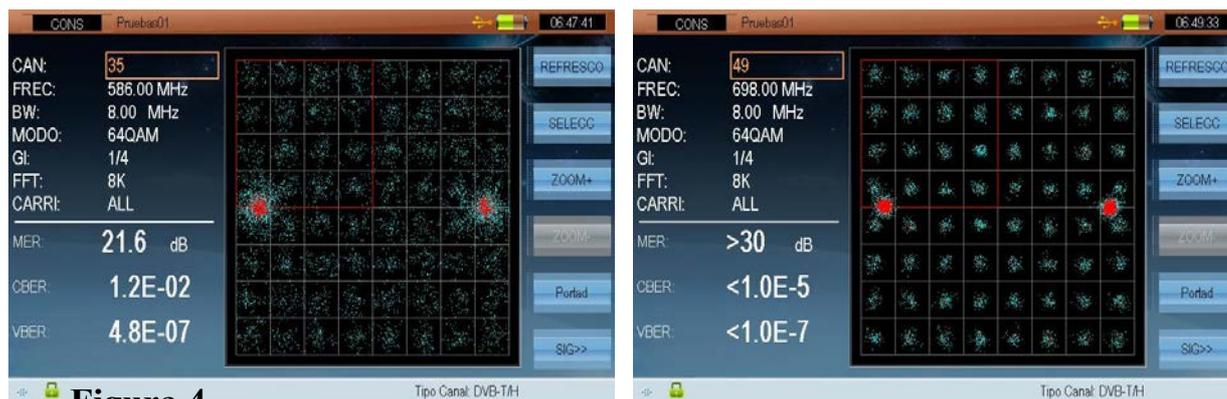 CONS Pruebas01 06:47:41
CAN: 35
FREC: 586.00 MHz
BW: 8.00 MHz
MODO: 64QAM
GI: 1/4
FFT: 8K
CARRI: ALL
MER: 21.6 dB
CBER: 1.2E-02
VBER: 4.8E-07
REFRESCO
SELECC
ZOOM+
ZOOM-
Portad
SIG>>
Tipo Canal: DVB-T/H
CONS Pruebas01 06:49:33
CAN: 49
FREC: 698.00 MHz
BW: 8.00 MHz
MODO: 64QAM
GI: 1/4
FFT: 8K
CARRI: ALL
MER: >30 dB
CBER: <1.0E-5
VBER: <1.0E-7
REFRESCO
SELECC
ZOOM+
ZOOM-
Portad
SIG>>
Tipo Canal: DVB-T/H
Figura 4